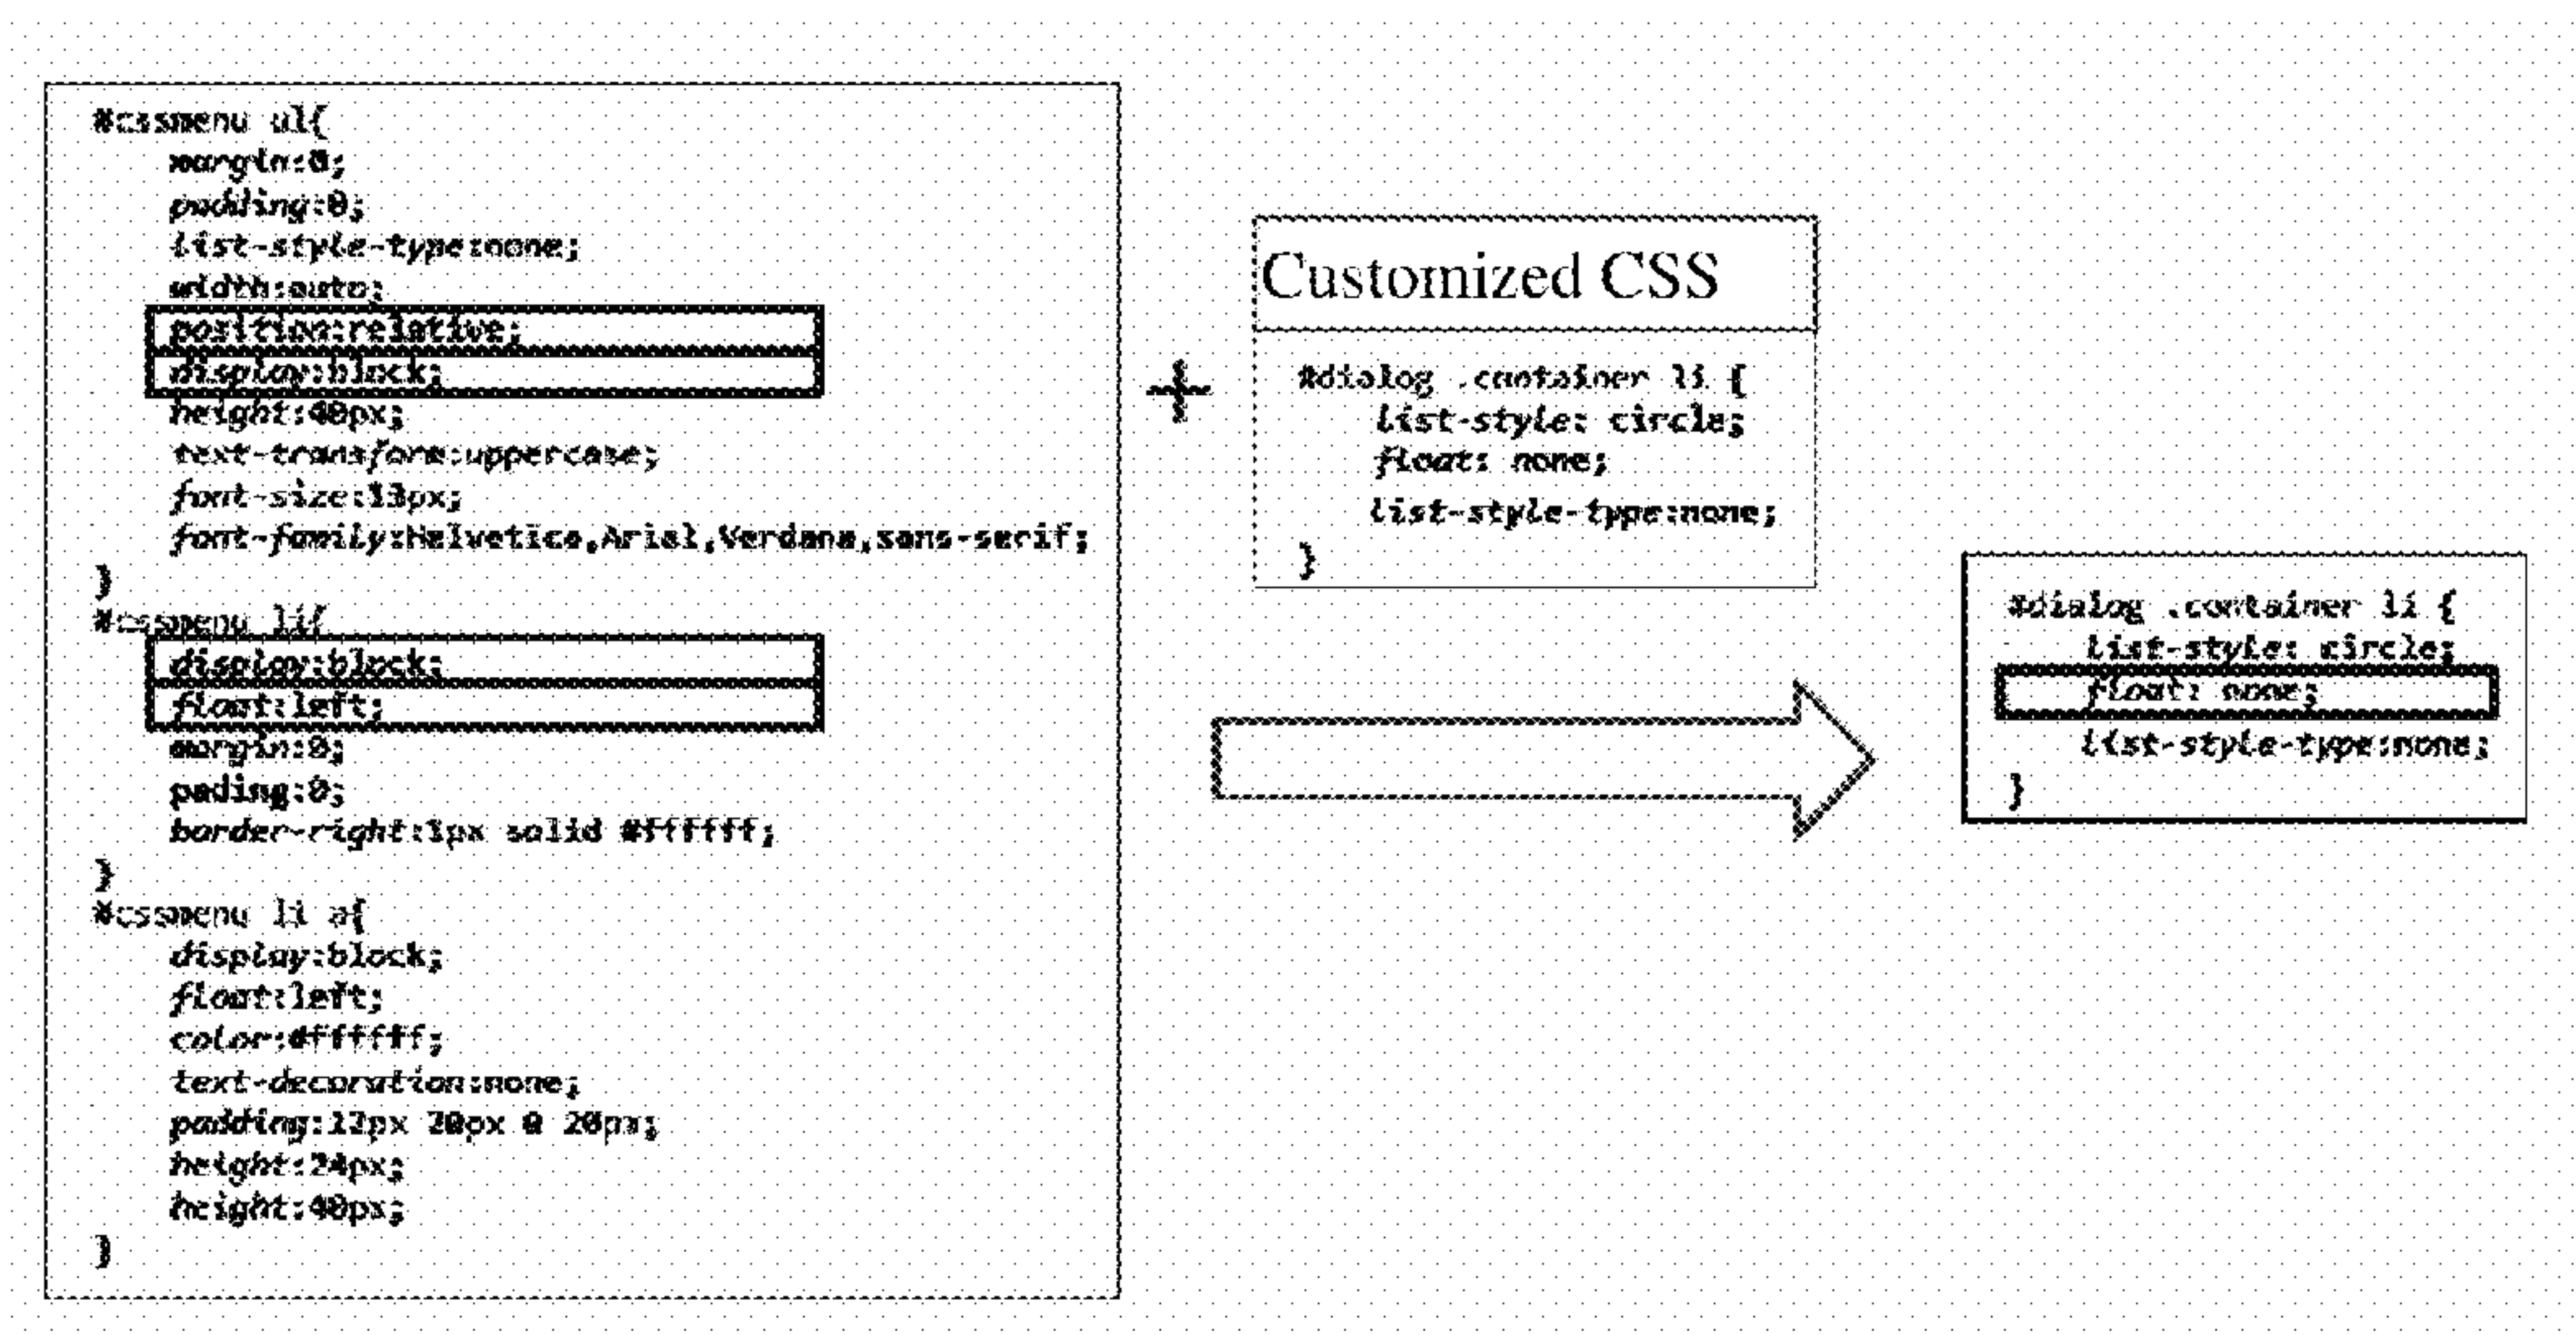 #cssmenu ul{
margin:0;
padding:0;
list-style-type:none;
width:auto;
position:relative;
display:block;
height:40px;
text-transform:uppercase;
font-size:13px;
font-family:Helvetica,Arial,Verdana,sans-serif;
}
#cssmenu li{
display:block;
float:left;
margin:0;
pading:0;
border-right:1px solid #ffffff;
}
#cssmenu li a{
display:block;
float:left;
color:#ffffff;
text-decoration:none;
padding:12px 20px 0 20px;
height:24px;
height:40px;
}
+
Customized CSS
#dialog .container li {
list-style: circle;
float: none;
list-style-type:none;
}
#dialog .container li {
list-style: circle;
float: none;
list-style-type:none;
}